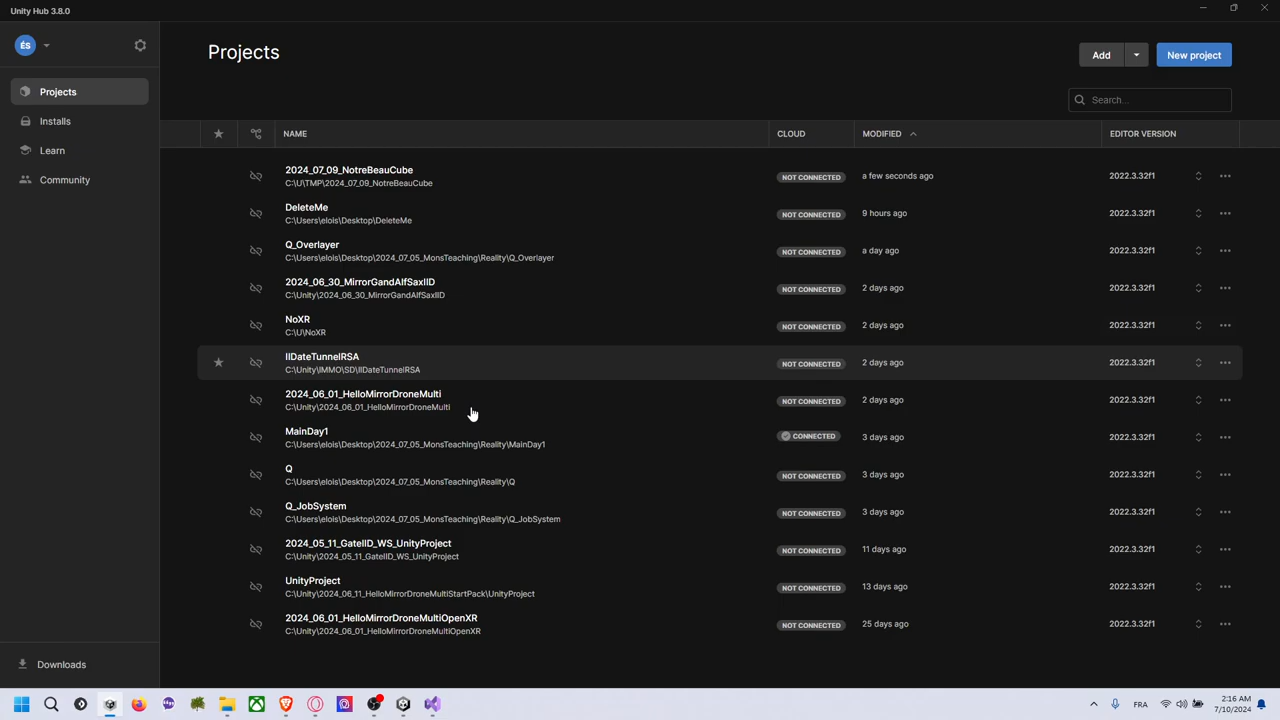 Unity Hub 3.8.0
ÉS
Projects
Add
New project
Projects
Search...
Installs
Learn
Community
NAME
CLOUD
MODIFIED
EDITOR VERSION
2024_07_09_NotreBeauCube
C:\U\TMP\2024_07_09_NotreBeauCube
NOT CONNECTED
a few seconds ago
2022.3.32f1
DeleteMe
C:\Users\elois\Desktop\DeleteMe
NOT CONNECTED
9 hours ago
2022.3.32f1
Q_Overlayer
C:\Users\elois\Desktop\2024_07_05_MonsTeaching\Reality\Q_Overlayer
NOT CONNECTED
a day ago
2022.3.32f1
2024_06_30_MirrorGandAlfSaxIID
C:\Unity\2024_06_30_MirrorGandAlfSaxIID
NOT CONNECTED
2 days ago
2022.3.32f1
NoXR
C:\U\NoXR
NOT CONNECTED
2 days ago
2022.3.32f1
IIDateTunnelRSA
C:\Unity\IMMO\SD\IIDateTunnelRSA
NOT CONNECTED
2 days ago
2022.3.32f1
2024_06_01_HelloMirrorDroneMulti
C:\Unity\2024_06_01_HelloMirrorDroneMulti
NOT CONNECTED
2 days ago
2022.3.32f1
MainDay1
C:\Users\elois\Desktop\2024_07_05_MonsTeaching\Reality\MainDay1
CONNECTED
3 days ago
2022.3.32f1
Q
C:\Users\elois\Desktop\2024_07_05_MonsTeaching\Reality\Q
NOT CONNECTED
3 days ago
2022.3.32f1
Q_JobSystem
C:\Users\elois\Desktop\2024_07_05_MonsTeaching\Reality\Q_JobSystem
NOT CONNECTED
3 days ago
2022.3.32f1
2024_05_11_GateIID_WS_UnityProject
C:\Unity\2024_05_11_GateIID_WS_UnityProject
NOT CONNECTED
11 days ago
2022.3.32f1
UnityProject
C:\Unity\2024_06_11_HelloMirrorDroneMultiStartPack\UnityProject
NOT CONNECTED
13 days ago
2022.3.32f1
2024_06_01_HelloMirrorDroneMultiOpenXR
C:\Unity\2024_06_01_HelloMirrorDroneMultiOpenXR
NOT CONNECTED
25 days ago
2022.3.32f1
Downloads
FRA
2:16 AM
7/10/2024